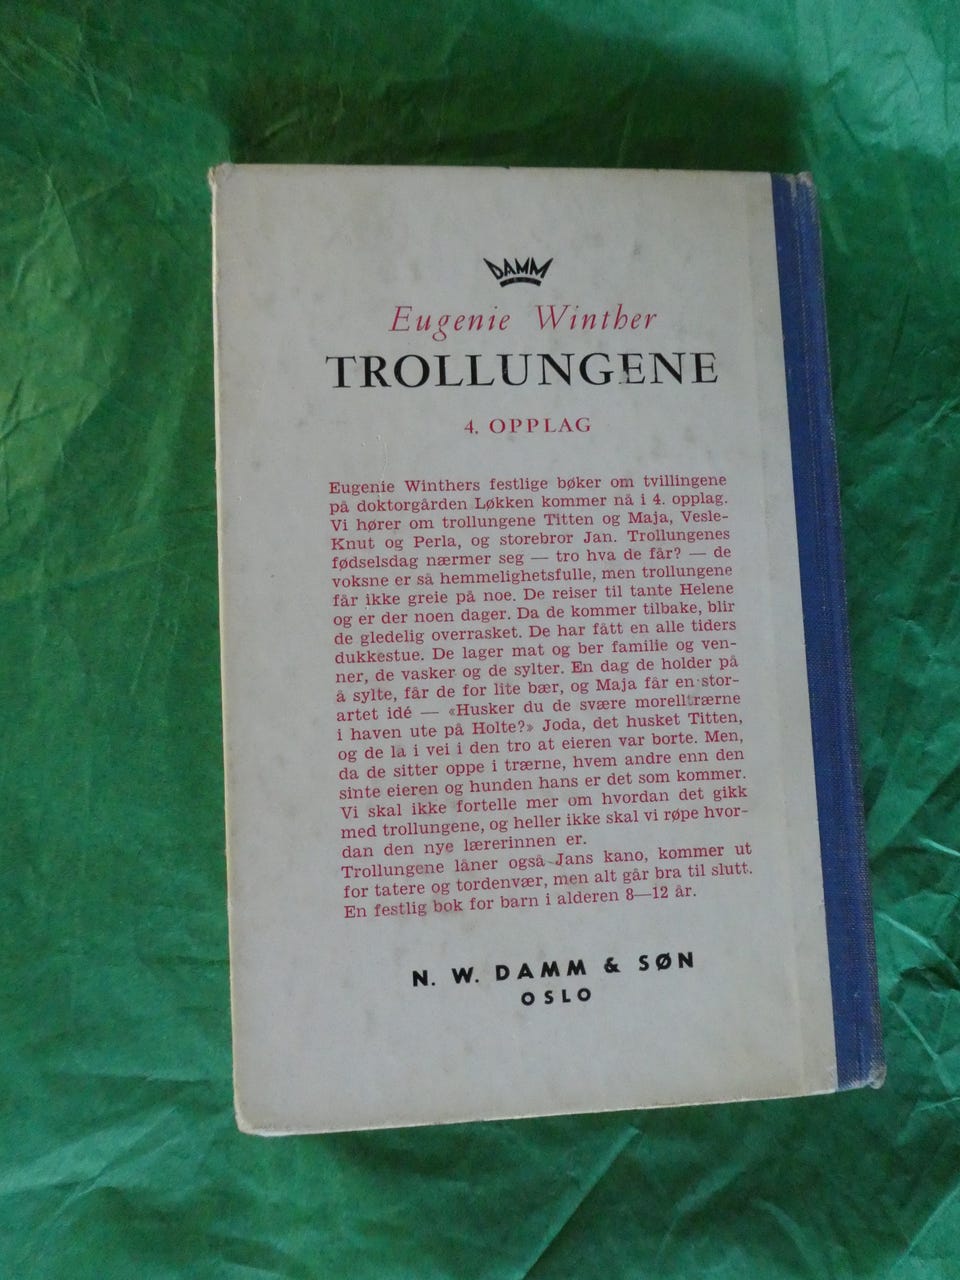 DAMM
Eugenie Winther
TROLLUNGENE
4. OPPLAG
Eugenie Winthers festlige bøker om tvillingene
på doktorgården Løkken kommer nå i 4. opplag.
Vi hører om trollungene Titten og Maja, Vesle-
Knut og Perla, og storebror Jan. Trollungenes
fødselsdag nærmer seg — tro hva de får? — de
voksne er så hemmelighetsfulle, men trollungene
får ikke greie på noe. De reiser til tante Helene
og er der noen dager. Da de kommer tilbake, blir
de gledelig overrasket. De har fått en alle tiders
dukkestue. De lager mat og ber familie og ven-
ner, de vasker og de sylter. En dag de holder på
å sylte, får de for lite bær, og Maja får en stor-
artet idé — «Husker du de svære morelltrærne
i haven ute på Holte?» Joda, det husket Titten,
og de la i vei i den tro at eieren var borte. Men,
da de sitter oppe i trærne, hvem andre enn den
sinte eieren og hunden hans er det som kommer.
Vi skal ikke fortelle mer om hvordan det gikk
med trollungene, og heller ikke skal vi røpe hvor-
dan den nye lærerinnen er.
Trollungene låner også Jans kano, kommer ut
for tatere og tordenvær, men alt går bra til slutt.
En festlig bok for barn i alderen 8—12 år.
N. W. DAMM & SØN
OSLO